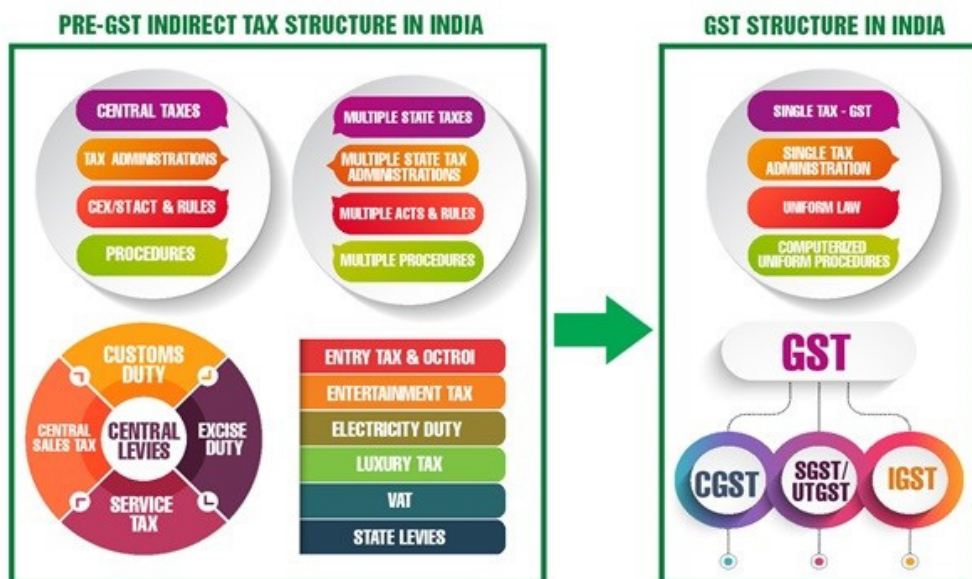 PRE-GST INDIRECT TAX STRUCTURE IN INDIA
CENTRAL TAXES
TAX ADMINISTRATIONS
CEX/STACT & RULES
PROCEDURES
MULTIPLE STATE TAXES
MULTIPLE STATE TAX
ADMINISTRATIONS
MULTIPLE ACTS & RULES
MULTIPLE PROCEDURES
CUSTOMS
DUTY
CENTRAL
SALES TAX
CENTRAL
LEVIES
EXCISE
DUTY
SERVICE
TAX
ENTRY TAX & OCTROI
ENTERTAINMENT TAX
ELECTRICITY DUTY
LUXURY TAX
VAT
STATE LEVIES
GST STRUCTURE IN INDIA
SINGLE TAX - GST
SINGLE TAX
ADMINISTRATION
UNIFORM LAW
COMPUTERIZED
UNIFORM PROCEDURES
GST
CGST
SGST/
UTGST
IGST